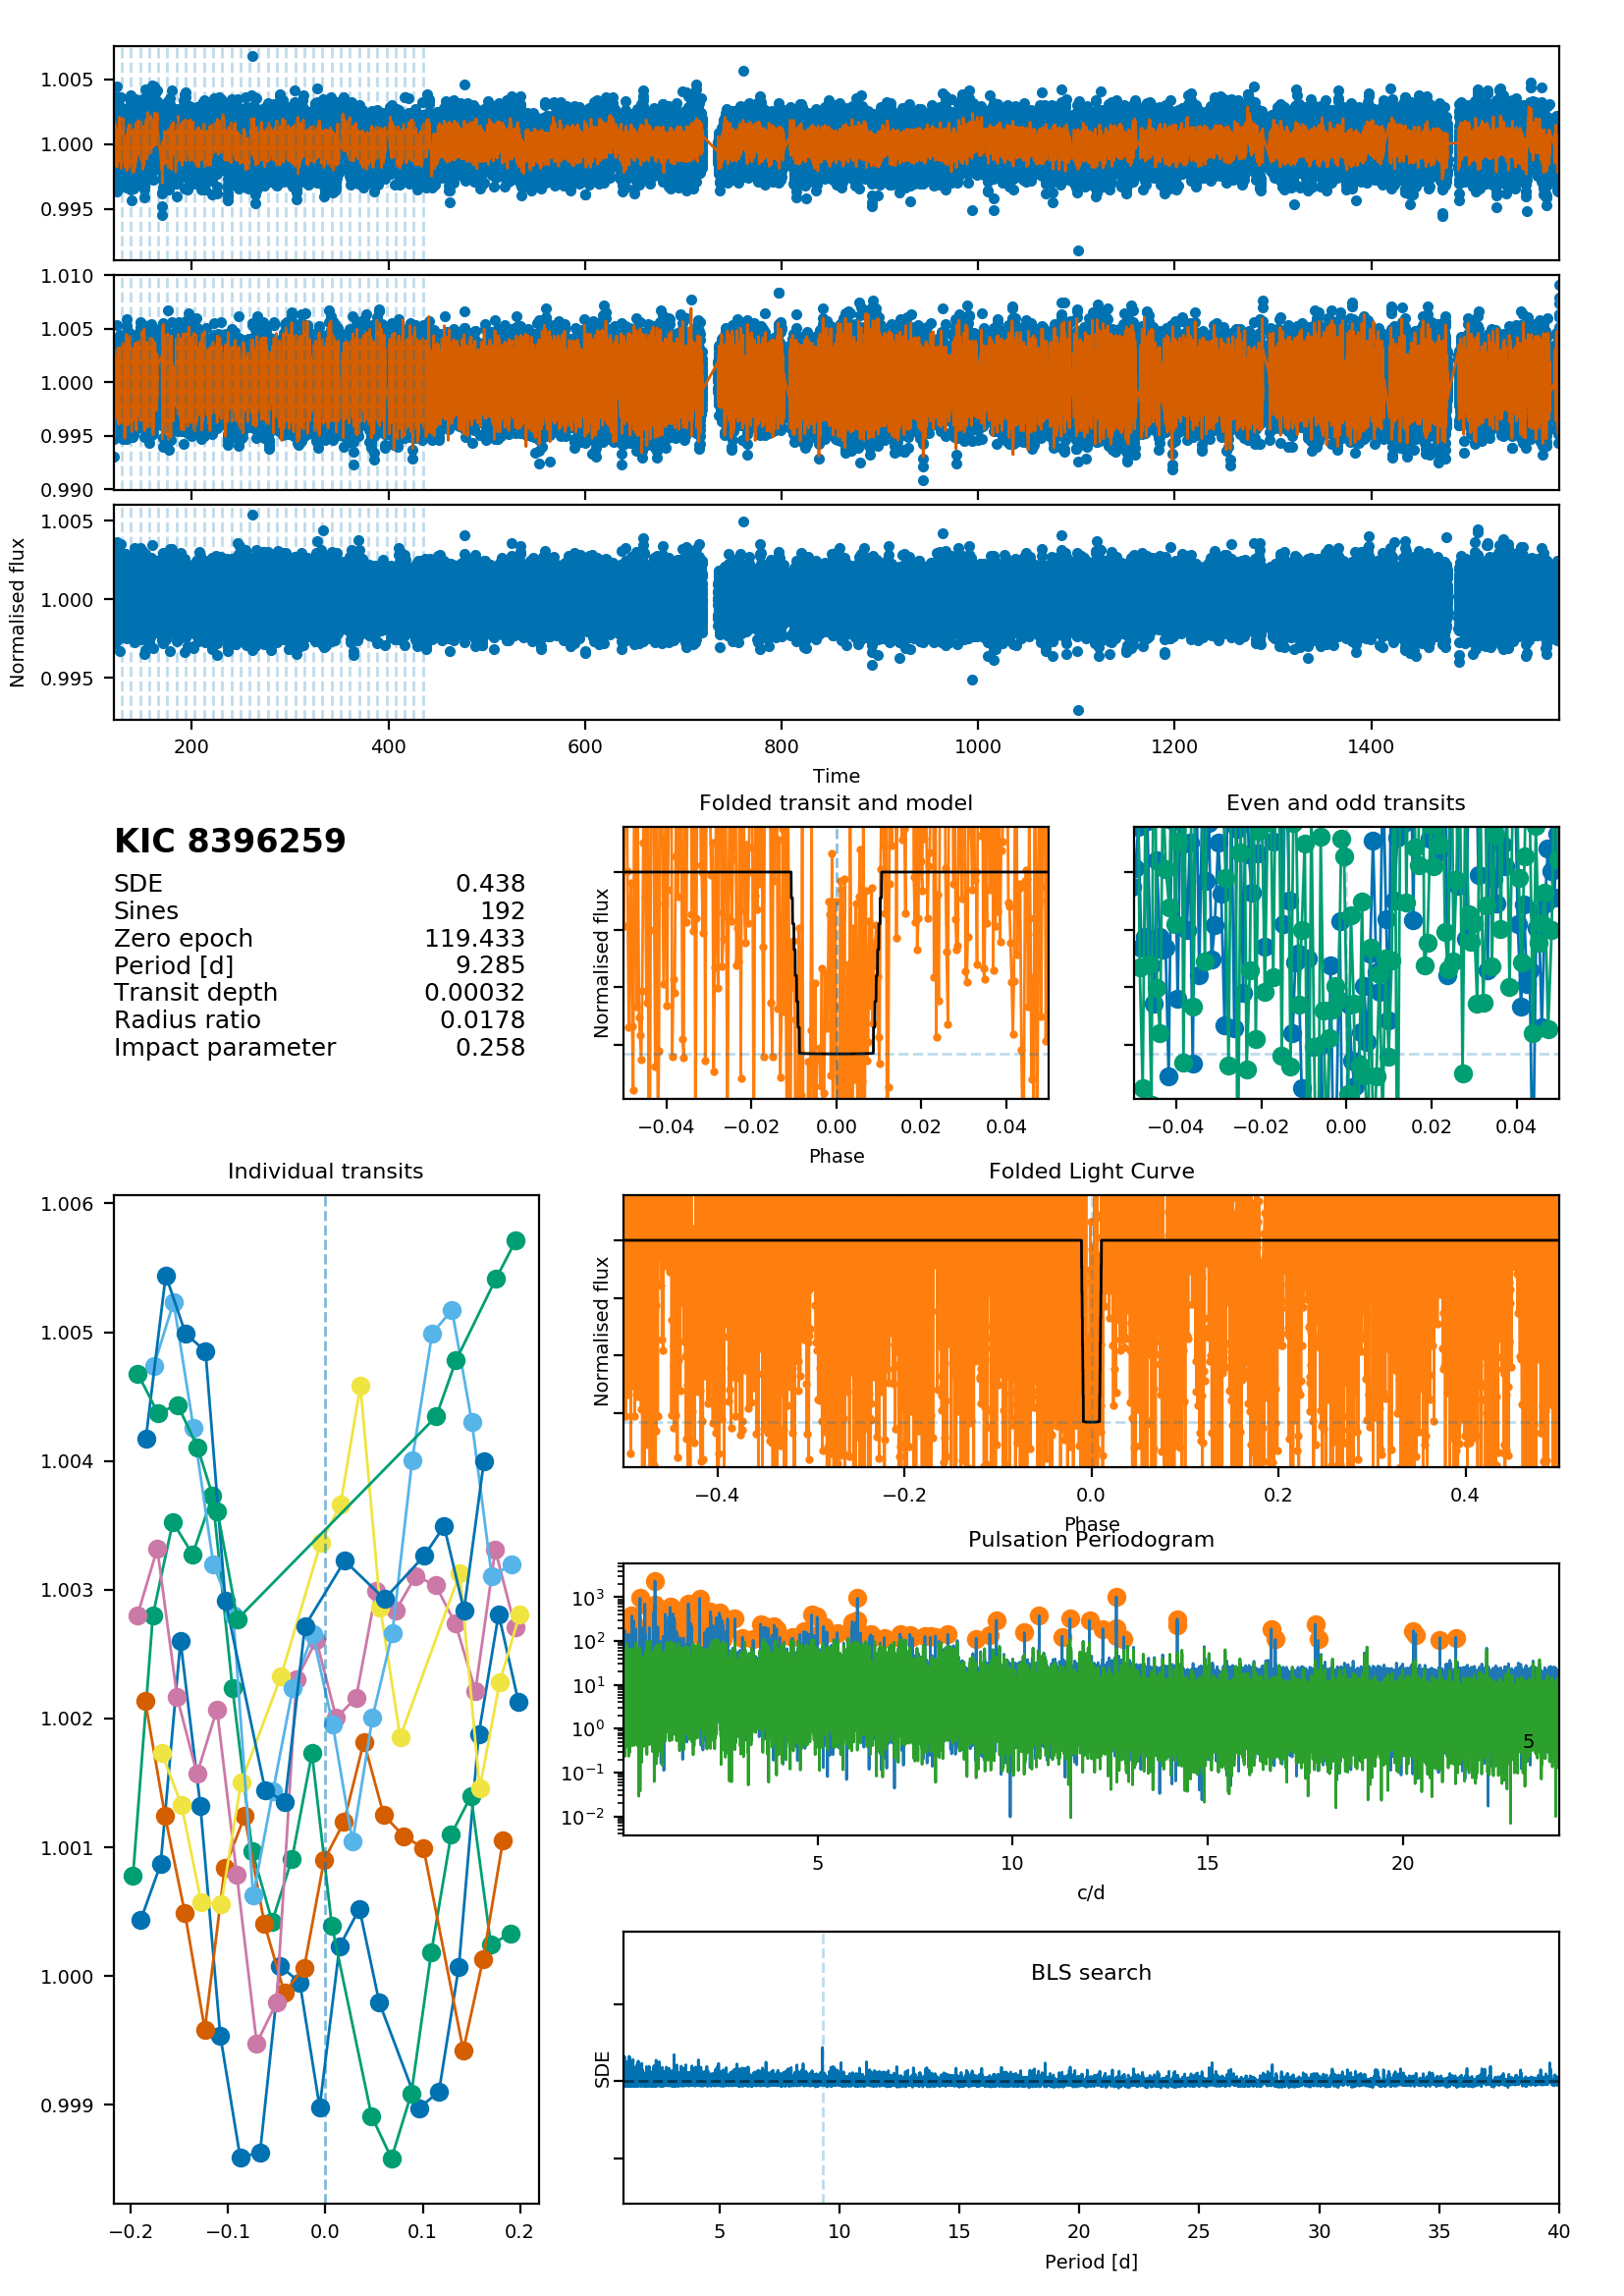 1.005
1.000
0.995
1.010
1.005
1.000
0.995
0.990
1.005
1.000
0.995
Normalised flux
200 400 600 800 1000 1200 1400
Time
KIC 8396259
SDE 0.438
Sines 192
Zero epoch 119.433
Period [d] 9.285
Transit depth 0.00032
Radius ratio 0.0178
Impact parameter 0.258
Folded transit and model
Normalised flux
−0.04 −0.02 0.00 0.02 0.04
Phase
Even and odd transits
−0.04 −0.02 0.00 0.02 0.04
Individual transits
1.006
1.005
1.004
1.003
1.002
1.001
1.000
0.999
−0.2 −0.1 0.0 0.1 0.2
Folded Light Curve
Normalised flux
−0.4 −0.2 0.0 0.2 0.4
Phase
Pulsation Periodogram
10³
10²
10¹
10⁰
10⁻¹
10⁻²
5
5 10 15 20
c/d
BLS search
SDE
5 10 15 20 25 30 35 40
Period [d]